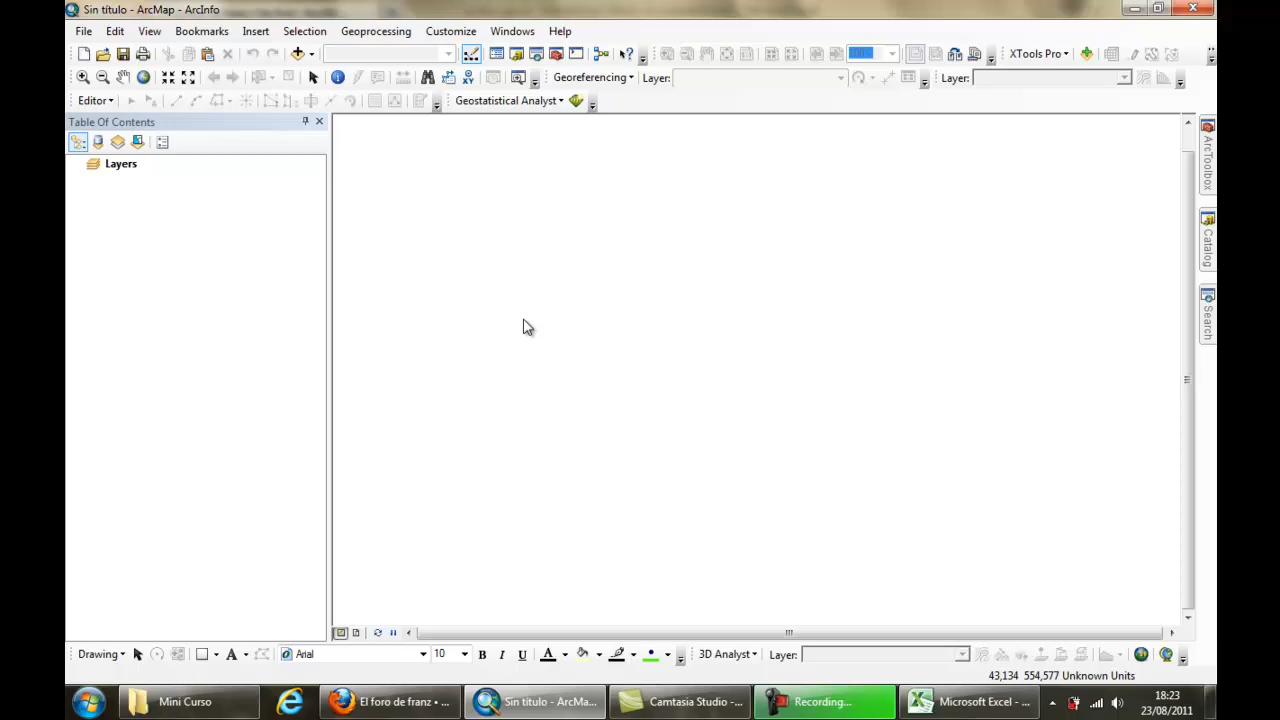 Sin título - ArcMap - ArcInfo
File Edit View Bookmarks Insert Selection Geoprocessing Customize Windows Help
XTools Pro
Georeferencing Layer: Layer:
Editor Geostatistical Analyst
Table Of Contents
Layers
ArcToolbox
Catalog
Search
Drawing A Arial 10 B I U A 3D Analyst Layer:
43,134 554,577 Unknown Units
Mini Curso El foro de franz • ... Sin título - ArcMa... Camtasia Studio -... Recording... Microsoft Excel - ... 18:23
23/08/2011